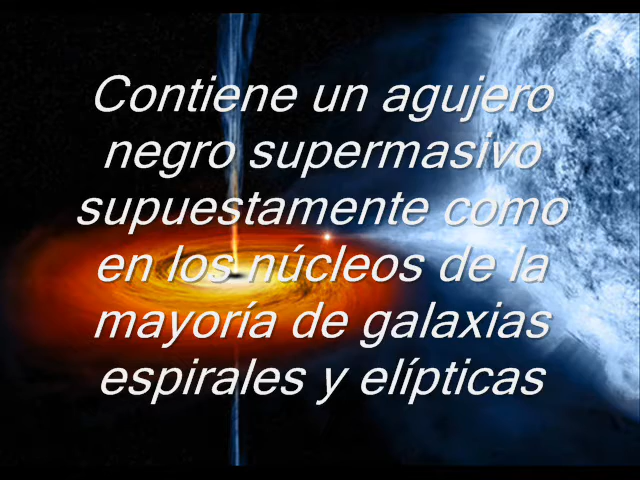 Contiene un agujero
negro supermasivo
supuestamente como
en los núcleos de la
mayoría de galaxias
espirales y elípticas